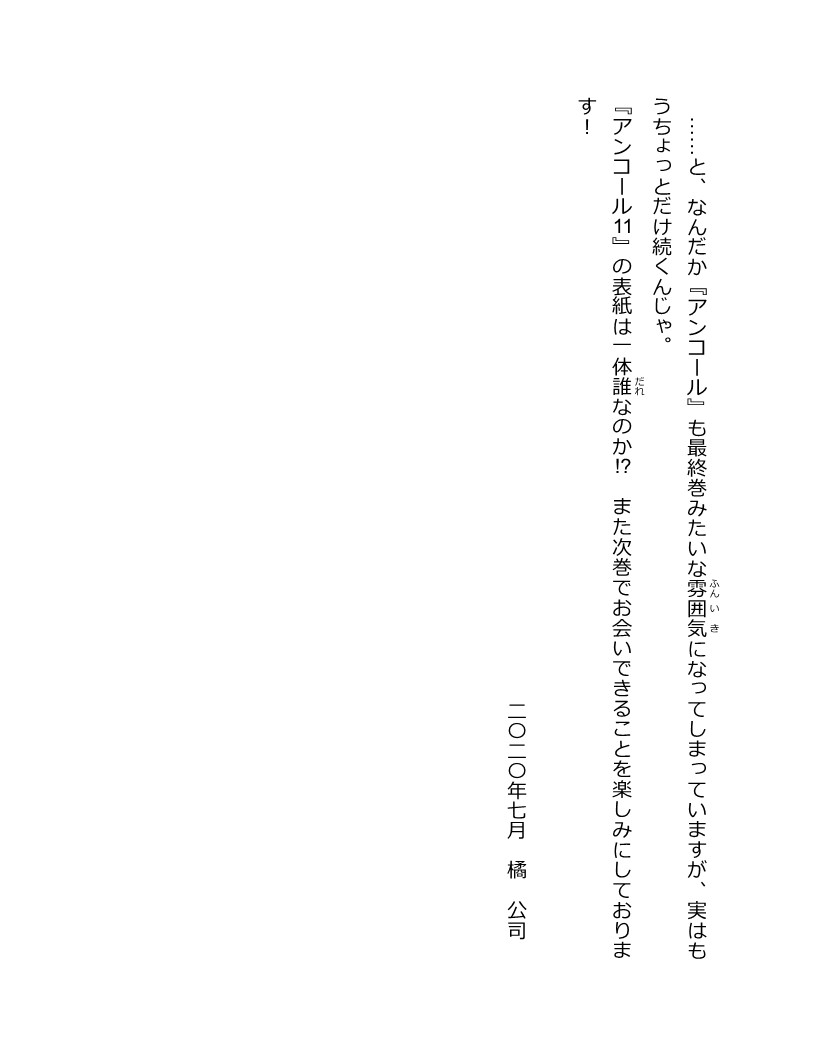 ……と、なんだか『アンコール』も最終巻みたいな雰囲気になってしまっていますが、実はも
うちょっとだけ続くんじゃ。
『アンコール11』の表紙は一体誰なのか!?　また次巻でお会いできることを楽しみにしておりま
す！
二〇二〇年七月　橘　公司